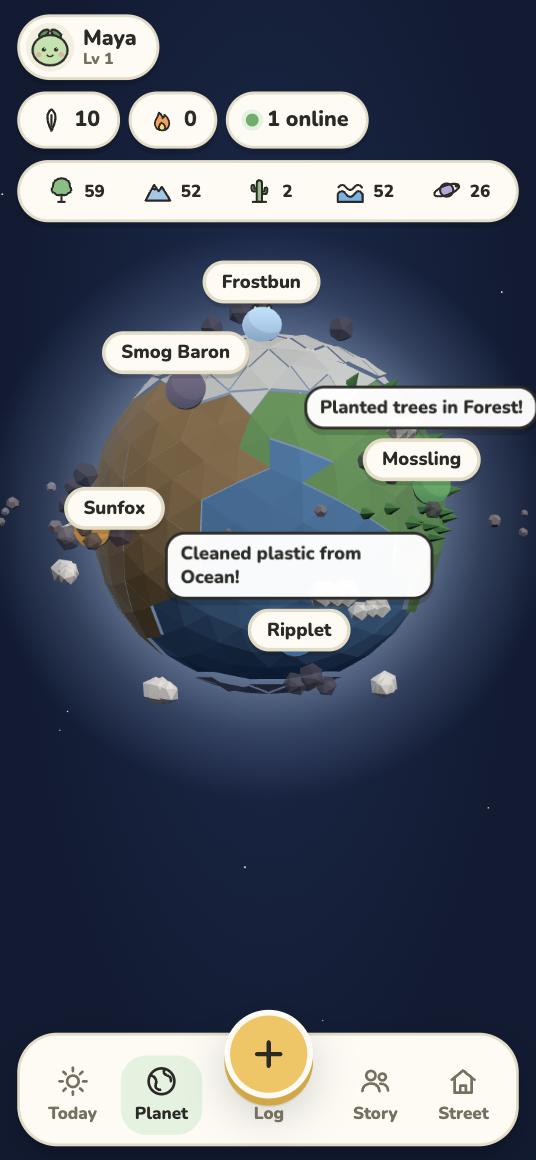 Maya
Lv 1
10
0
1 online
59
52
2
52
26
Frostbun
Smog Baron
Planted trees in Forest!
Mossling
Sunfox
Cleaned plastic from
Ocean!
Ripplet
Today
Planet
Log
Story
Street